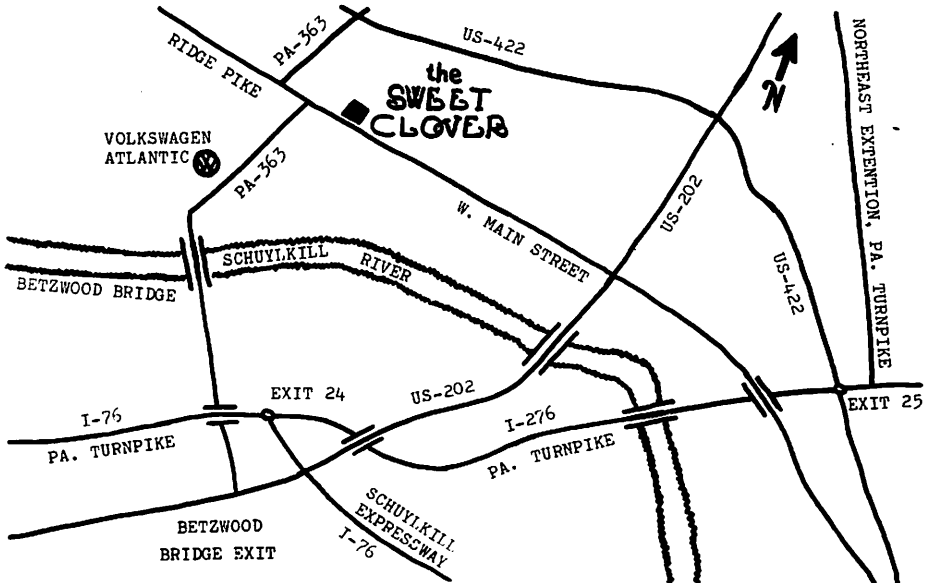 PA-363
US-422
RIDGE PIKE
the
SWEET
CLOVER
N
NORTHEAST EXTENTION, PA. TURNPIKE
VOLKSWAGEN
ATLANTIC
PA-363
US-202
W. MAIN STREET
SCHUYLKILL
RIVER
BETZWOOD BRIDGE
US-422
EXIT 24
US-202
EXIT 25
I-76
PA. TURNPIKE
I-276
PA. TURNPIKE
SCHUYLKILL
EXPRESSWAY
I-76
BETZWOOD
BRIDGE EXIT